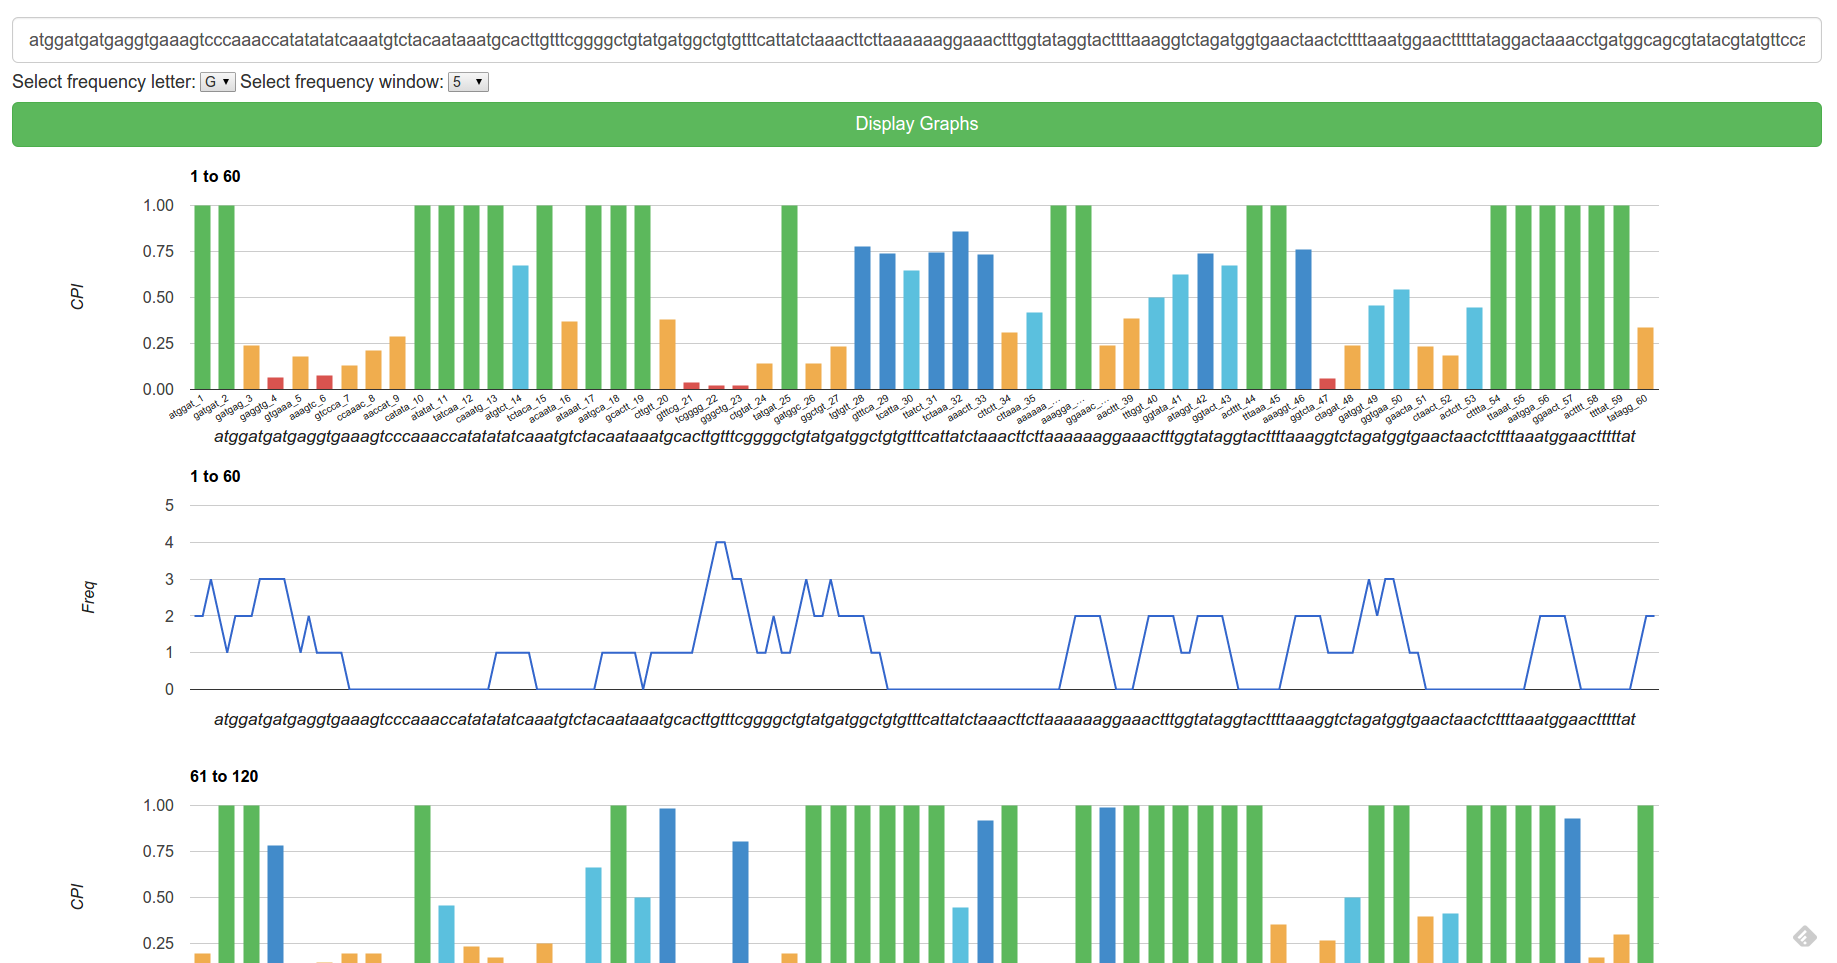 atggatgatgaggtgaaagtcccaaaccatatatatcaaatgtctacaataaatgcacttgtttcggggctgtatgatggctgtgtttcattatctaaacttcttaaaaaaggaaactttggtataggtacttttaaaggtctagatggtgaactaactcttttaaatggaactttttataggactaaacctgatggcagcgtatacgtatgttcca
Select frequency letter: G Select frequency window: 5
Display Graphs
1 to 60
1.00
0.75
0.50
0.25
0.00
CPI
atggat_1 gatgat_2 gatgag_3 gaggtg_4 gtgaaa_5 aaagtc_6 gtccca_7 ccaaac_8 aaccat_9 catata_10 atatat_11 tatcaa_12 caaatg_13 atgtct_14 tctaca_15 acaata_16 ataaat_17 aatgca_18 gcactt_19 cttgtt_20 gtttcg_21 tcgggg_22 gggctg_23 ctgtat_24 tatgat_25 gatggc_26 ggctgt_27 tgtgtt_28 gtttca_29 tcatta_30 ttatct_31 tctaaa_32 aaactt_33 cttctt_34 cttaaa_35 aaaaaa_... aaagga_... ggaaac_... aacttt_39 tttggt_40 ggtata_41 ataggt_42 ggtact_43 actttt_44 tttaaa_45 aaaggt_46 ggtcta_47 ctagat_48 gatggt_49 ggtgaa_50 gaacta_51 ctaact_52 actctt_53 ctttta_54 ttaaat_55 aatgga_56 ggaact_57 actttt_58 ttttat_59 tatagg_60
atggatgatgaggtgaaagtcccaaaccatatatatcaaatgtctacaataaatgcacttgtttcggggctgtatgatggctgtgtttcattatctaaacttcttaaaaaaggaaactttggtataggtacttttaaaggtctagatggtgaactaactcttttaaatggaactttttat
1 to 60
5
4
3
2
1
0
Freq
atggatgatgaggtgaaagtcccaaaccatatatatcaaatgtctacaataaatgcacttgtttcggggctgtatgatggctgtgtttcattatctaaacttcttaaaaaaggaaactttggtataggtacttttaaaggtctagatggtgaactaactcttttaaatggaactttttat
61 to 120
1.00
0.75
0.50
0.25
CPI